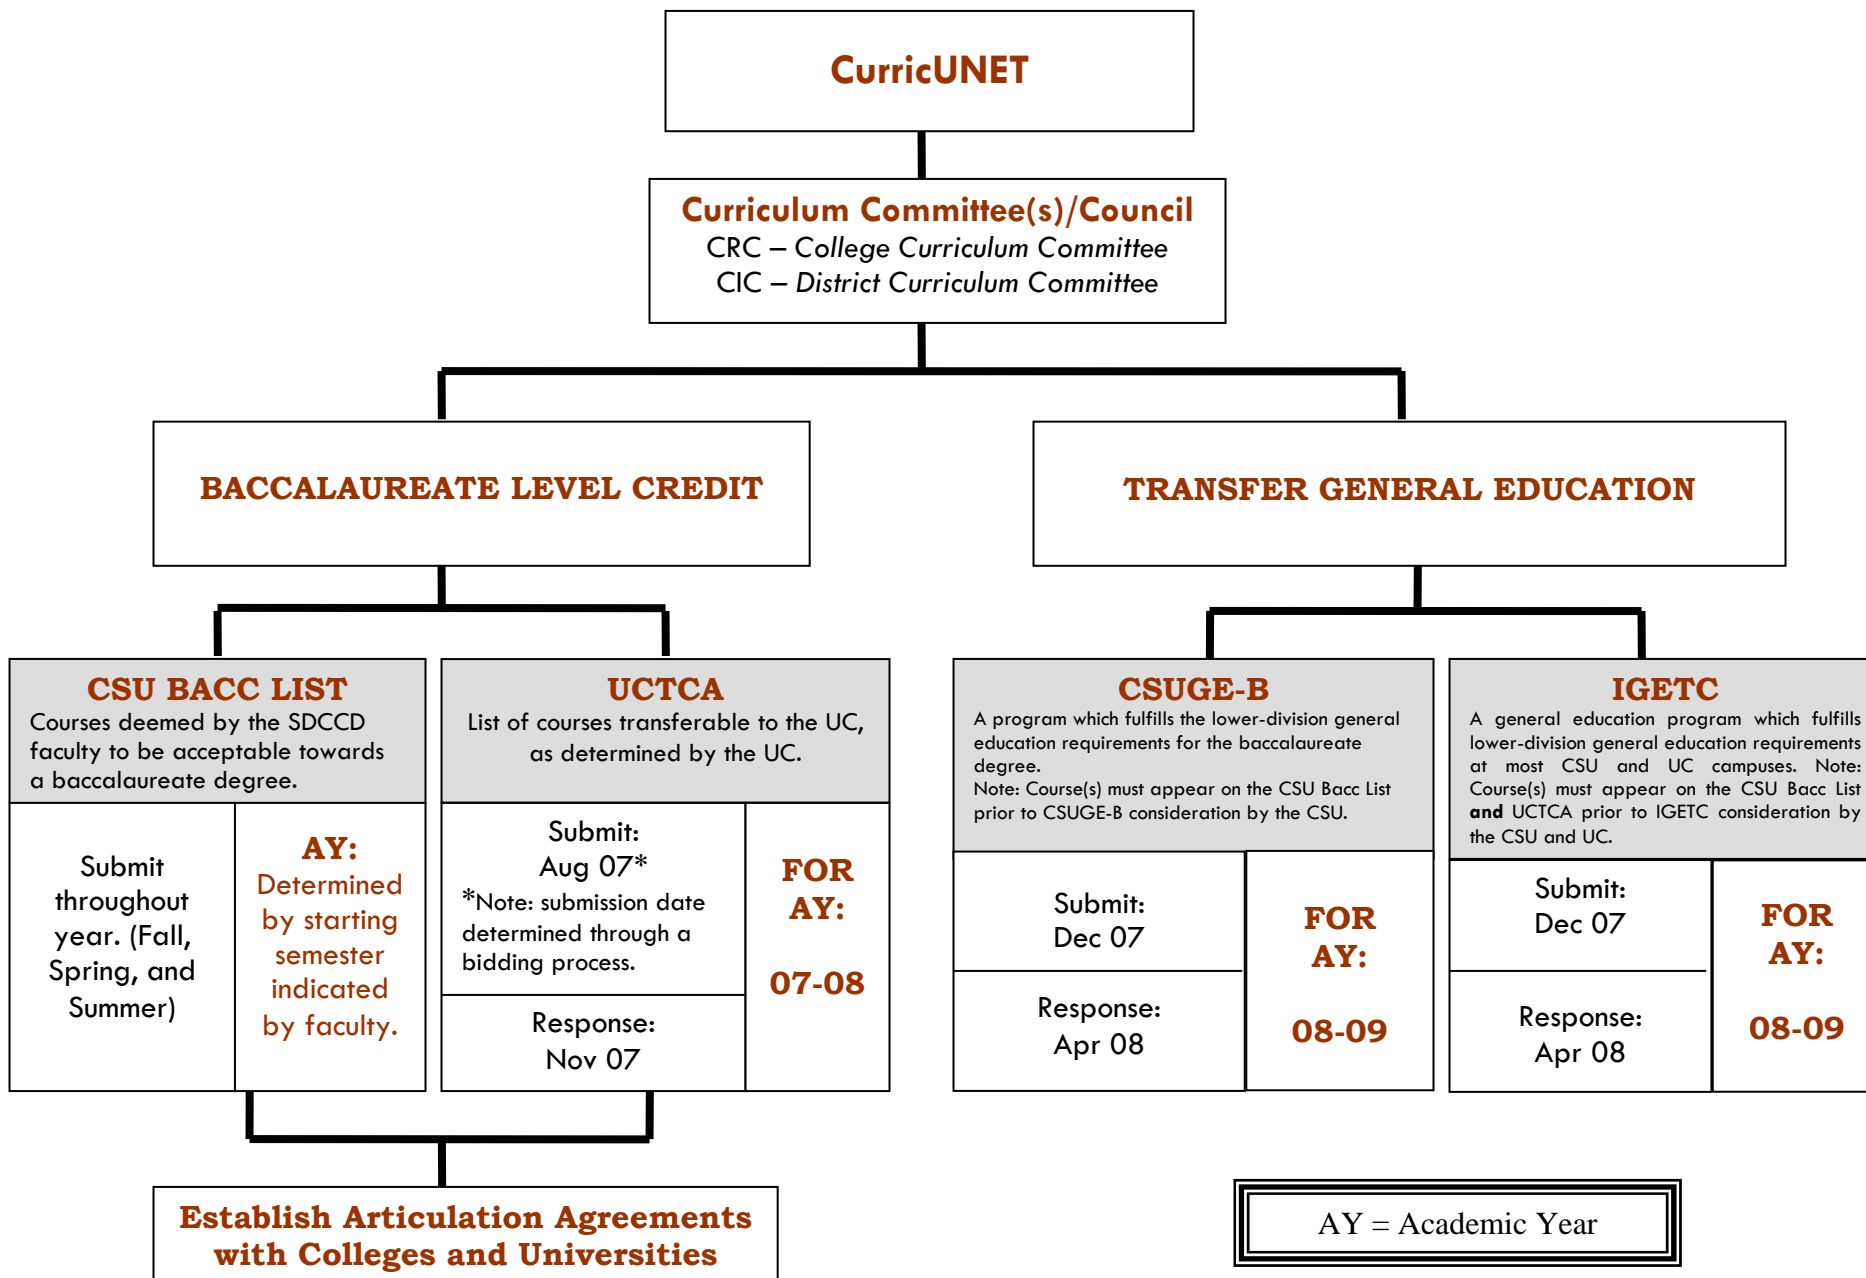 CurricUNET
Curriculum Committee(s)/Council
CRC – College Curriculum Committee
CIC – District Curriculum Committee
BACCALAUREATE LEVEL CREDIT
TRANSFER GENERAL EDUCATION
CSU BACC LIST
Courses deemed by the SDCCD
faculty to be acceptable towards
a baccalaureate degree.
Submit
throughout
year. (Fall,
Spring, and
Summer)
AY:
Determined
by starting
semester
indicated
by faculty.
UCTCA
List of courses transferable to the UC,
as determined by the UC.
Submit:
Aug 07*
*Note: submission date
determined through a
bidding process.
Response:
Nov 07
FOR
AY:
07-08
CSUGE-B
A program which fulfills the lower-division general
education requirements for the baccalaureate
degree.
Note: Course(s) must appear on the CSU Bacc List
prior to CSUGE-B consideration by the CSU.
Submit:
Dec 07
Response:
Apr 08
FOR
AY:
08-09
IGETC
A general education program which fulfills
lower-division general education requirements
at most CSU and UC campuses. Note:
Course(s) must appear on the CSU Bacc List
and UCTCA prior to IGETC consideration by
the CSU and UC.
Submit:
Dec 07
Response:
Apr 08
FOR
AY:
08-09
Establish Articulation Agreements
with Colleges and Universities
AY = Academic Year